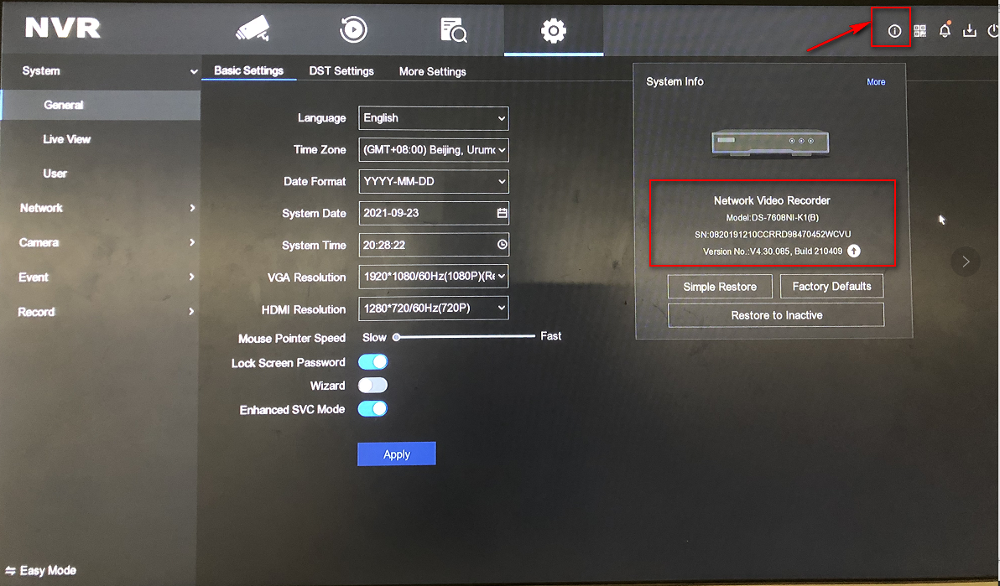 NVR
System
General
Live View
User
Network
Camera
Event
Record
Easy Mode
Basic Settings DST Settings More Settings
Language English
Time Zone (GMT+08:00) Beijing, Urumc
Date Format YYYY-MM-DD
System Date 2021-09-23
System Time 20:28:22
VGA Resolution 1920*1080/60Hz(1080P)(Re
HDMI Resolution 1280*720/60Hz(720P)
Mouse Pointer Speed Slow Fast
Lock Screen Password
Wizard
Enhanced SVC Mode
Apply
System Info More
Network Video Recorder
Model:DS-7608NI-K1(B)
SN:0820191210CCRRD98470452WCVU
Version No.:V4.30.085, Build 210409
Simple Restore Factory Defaults
Restore to Inactive